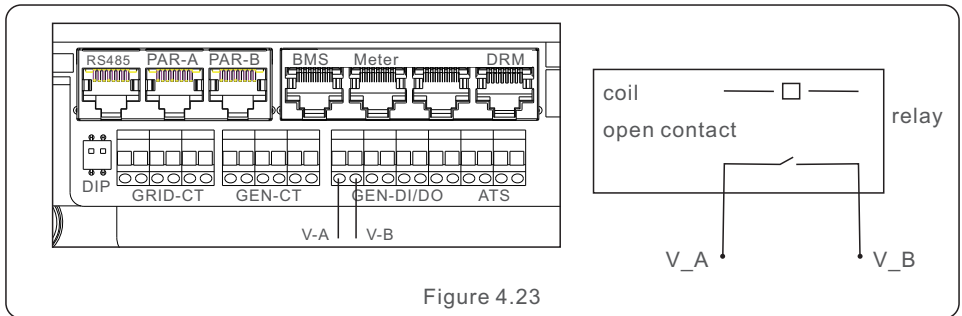 RS485 PAR-A PAR-B BMS Meter DRM
DIP
GRID-CT GEN-CT GEN-DI/DO ATS
V-A V-B
coil
open contact
relay
V_A V_B
Figure 4.23